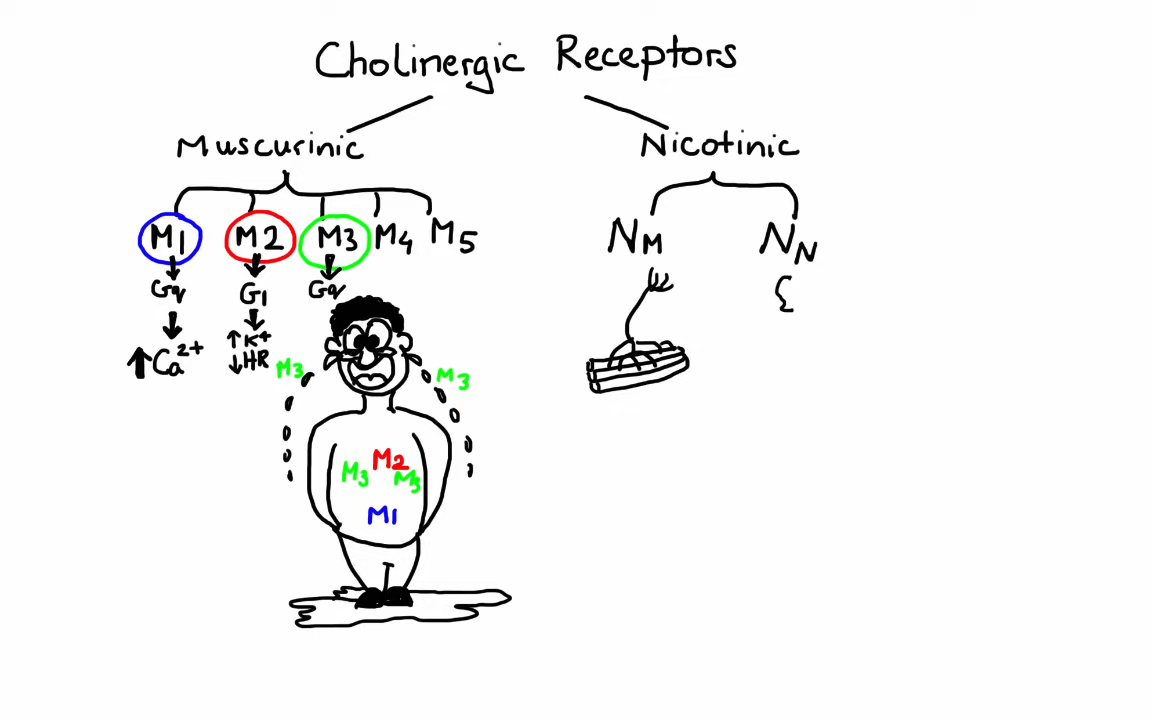 Cholinergic Receptors
Muscurinic Nicotinic
M1 M2 M3 M4 M5 NM NN
Gq G1 Gq
↑K+
↑Ca2+ ↓HR
M3 M3
M2
M3 M3
M1